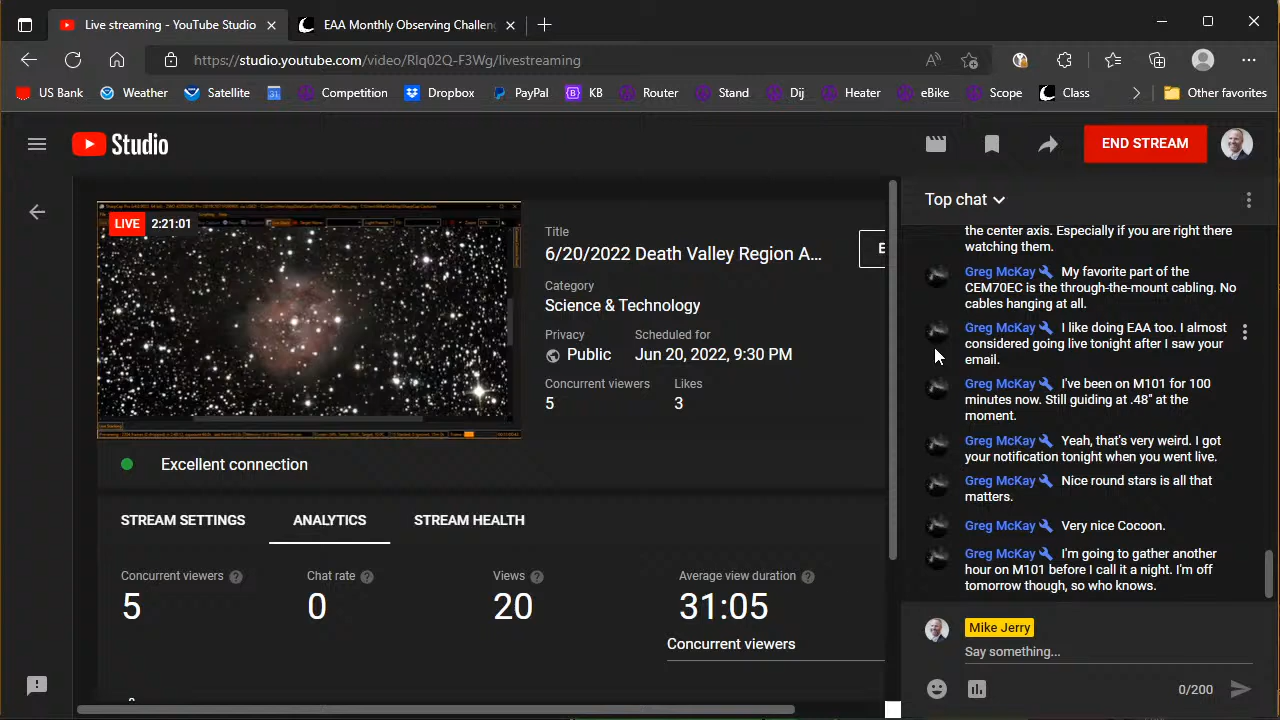 Live streaming - YouTube Studio
EAA Monthly Observing Challeng
https://studio.youtube.com/video/RIq02Q-F3Wg/livestreaming
US Bank Weather Satellite Competition Dropbox PayPal KB Router Stand Dij Heater eBike Scope Class Other favorites
Studio
END STREAM
LIVE 2:21:01
Title
6/20/2022 Death Valley Region A...
E
Category
Science & Technology
Privacy Scheduled for
Public Jun 20, 2022, 9:30 PM
Concurrent viewers Likes
5 3
Excellent connection
STREAM SETTINGS ANALYTICS STREAM HEALTH
Concurrent viewers Chat rate Views Average view duration
5 0 20 31:05
Concurrent viewers
Top chat
the center axis. Especially if you are right there
watching them.
Greg McKay My favorite part of the
CEM70EC is the through-the-mount cabling. No
cables hanging at all.
Greg McKay I like doing EAA too. I almost
considered going live tonight after I saw your
email.
Greg McKay I've been on M101 for 100
minutes now. Still guiding at .48" at the
moment.
Greg McKay Yeah, that's very weird. I got
your notification tonight when you went live.
Greg McKay Nice round stars is all that
matters.
Greg McKay Very nice Cocoon.
Greg McKay I'm going to gather another
hour on M101 before I call it a night. I'm off
tomorrow though, so who knows.
Mike Jerry
Say something...
0/200